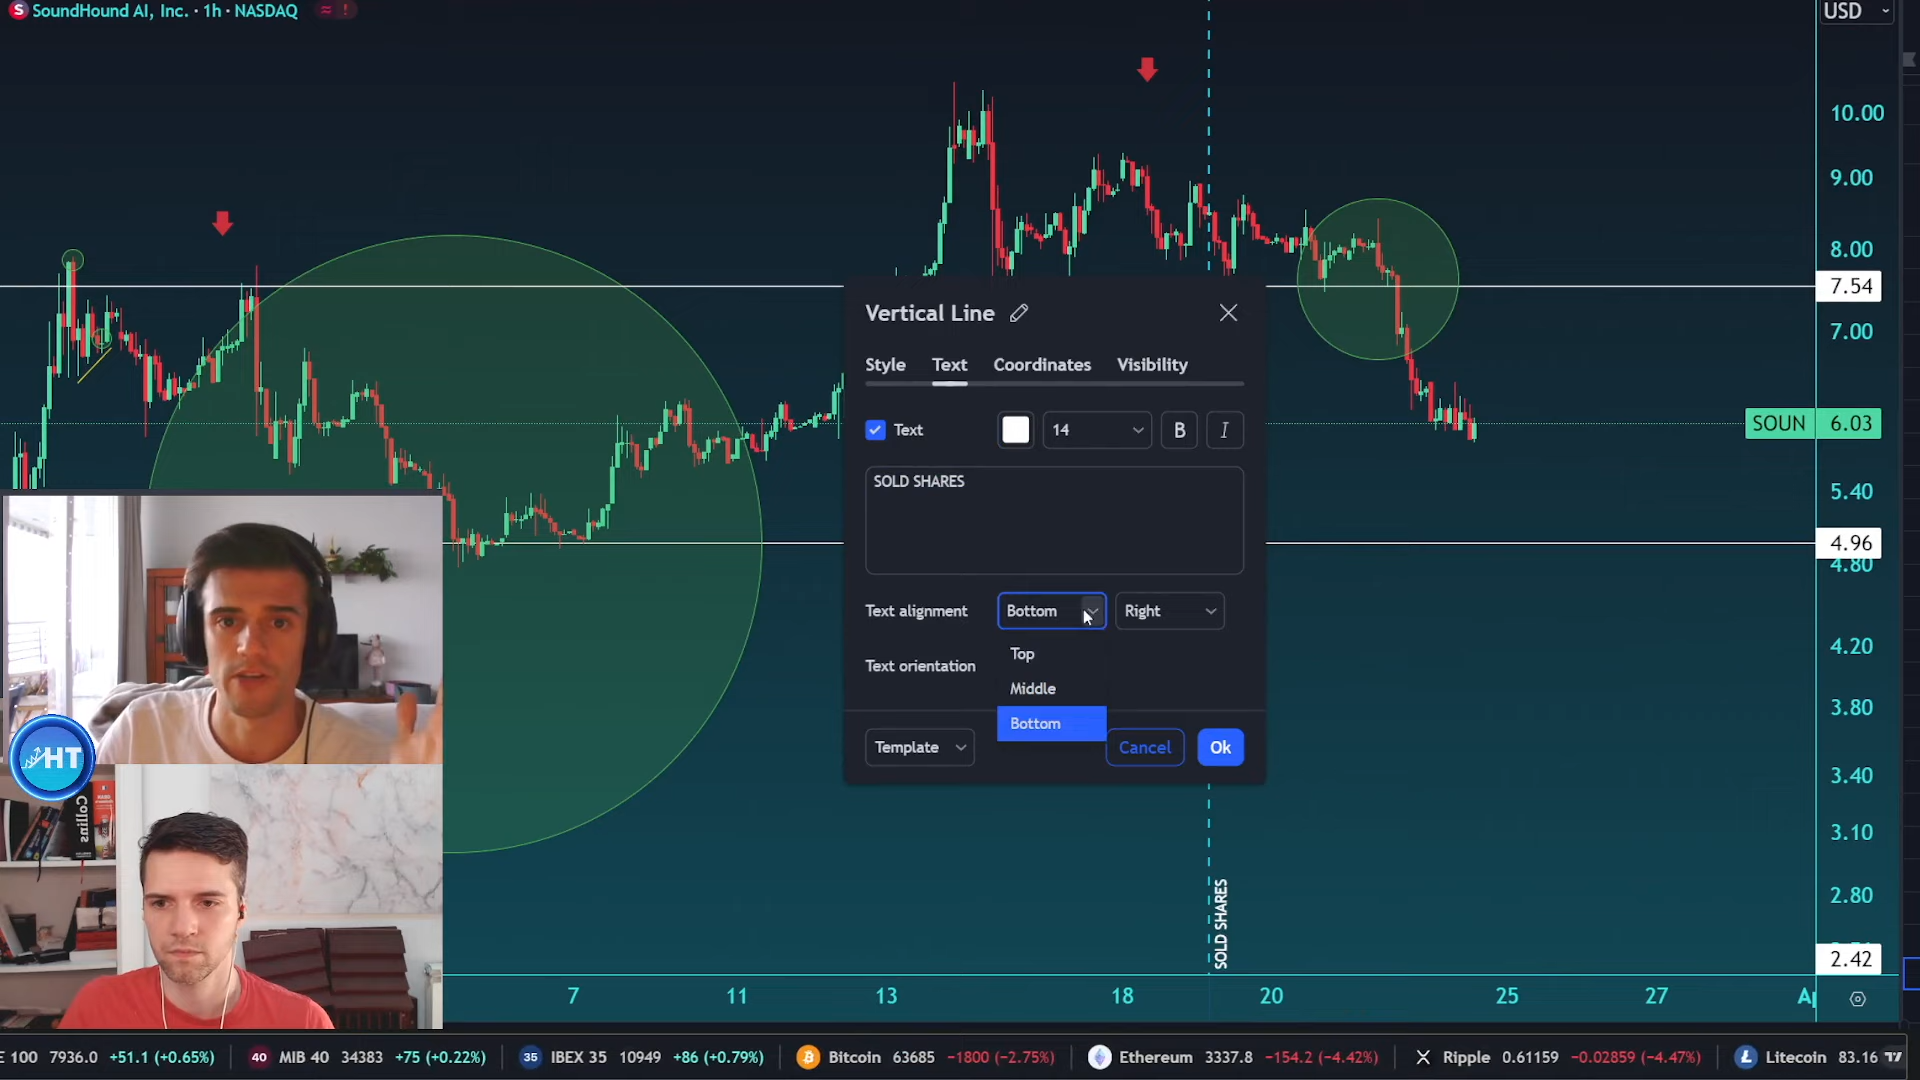 SoundHound AI, Inc. · 1h · NASDAQ
USD
10.00
9.00
8.00
7.54
7.00
SOUN 6.03
5.40
4.96
4.80
4.20
3.80
3.40
3.10
2.80
2.42
Vertical Line
Style Text Coordinates Visibility
Text 14 B I
SOLD SHARES
Text alignment Bottom Right
Top
Text orientation
Middle
Bottom
Template Cancel Ok
SOLD SHARES
HT
Collins
7 11 13 18 20 25 27
E 100 7936.0 +51.1 (+0.65%) 40 MIB 40 34383 +75 (+0.22%) 35 IBEX 35 10949 +86 (+0.79%) Bitcoin 63685 -1800 (-2.75%) Ethereum 3337.8 -154.2 (-4.42%) Ripple 0.61159 -0.02859 (-4.47%) Litecoin 83.16